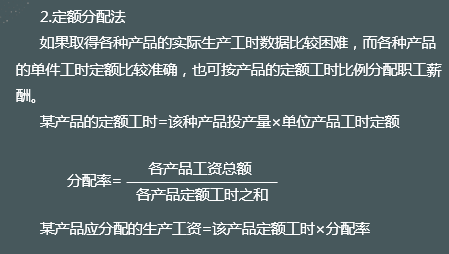 2.定额分配法
如果取得各种产品的实际生产工时数据比较困难，而各种产品
的单件工时定额比较准确，也可按产品的定额工时比例分配职工薪
酬。
某产品的定额工时=该种产品投产量×单位产品工时定额
各产品工资总额
分配率=
各产品定额工时之和
某产品应分配的生产工资=该产品定额工时×分配率